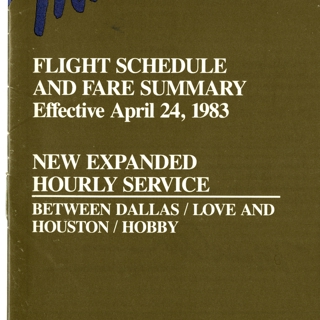 FLIGHT SCHEDULE
AND FARE SUMMARY
Effective April 24, 1983
NEW EXPANDED
HOURLY SERVICE
BETWEEN DALLAS / LOVE AND
HOUSTON / HOBBY